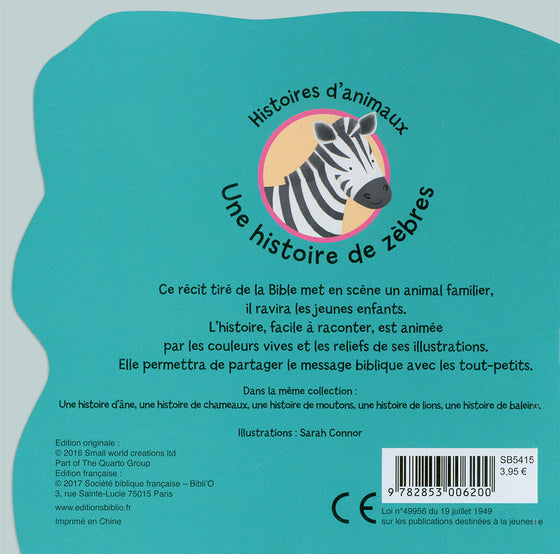 Histoires d'animaux
Une histoire de zèbres
Ce récit tiré de la Bible met en scène un animal familier,
il ravira les jeunes enfants.
L'histoire, facile à raconter, est animée
par les couleurs vives et les reliefs de ses illustrations.
Elle permettra de partager le message biblique avec les tout-petits.
Dans la même collection :
Une histoire d'âne, une histoire de chameaux, une histoire de moutons, une histoire de lions, une histoire de baleine.
Illustrations : Sarah Connor
Edition originale :
© 2016 Small world creations ltd
Part of The Quarto Group
Edition française :
© 2017 Société biblique française – Bibli'O
3, rue Sainte-Lucie 75015 Paris
www.editionsbiblio.fr
Imprimé en Chine
SB5415
3,95 €
9 782853 006200
CE
Loi n°49956 du 19 juillet 1949
sur les publications destinées à la jeunesse